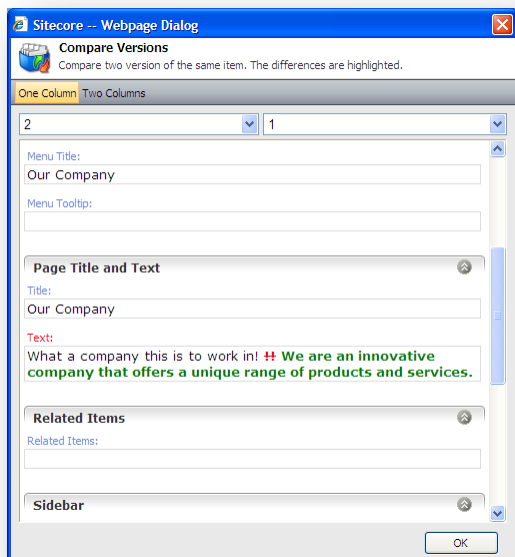 Sitecore -- Webpage Dialog
Compare Versions
Compare two version of the same item. The differences are highlighted.
One Column Two Columns
2 1
Menu Title:
Our Company
Menu Tooltip:
Page Title and Text
Title:
Our Company
Text:
What a company this is to work in! !! We are an innovative
company that offers a unique range of products and services.
Related Items
Related Items:
Sidebar
OK